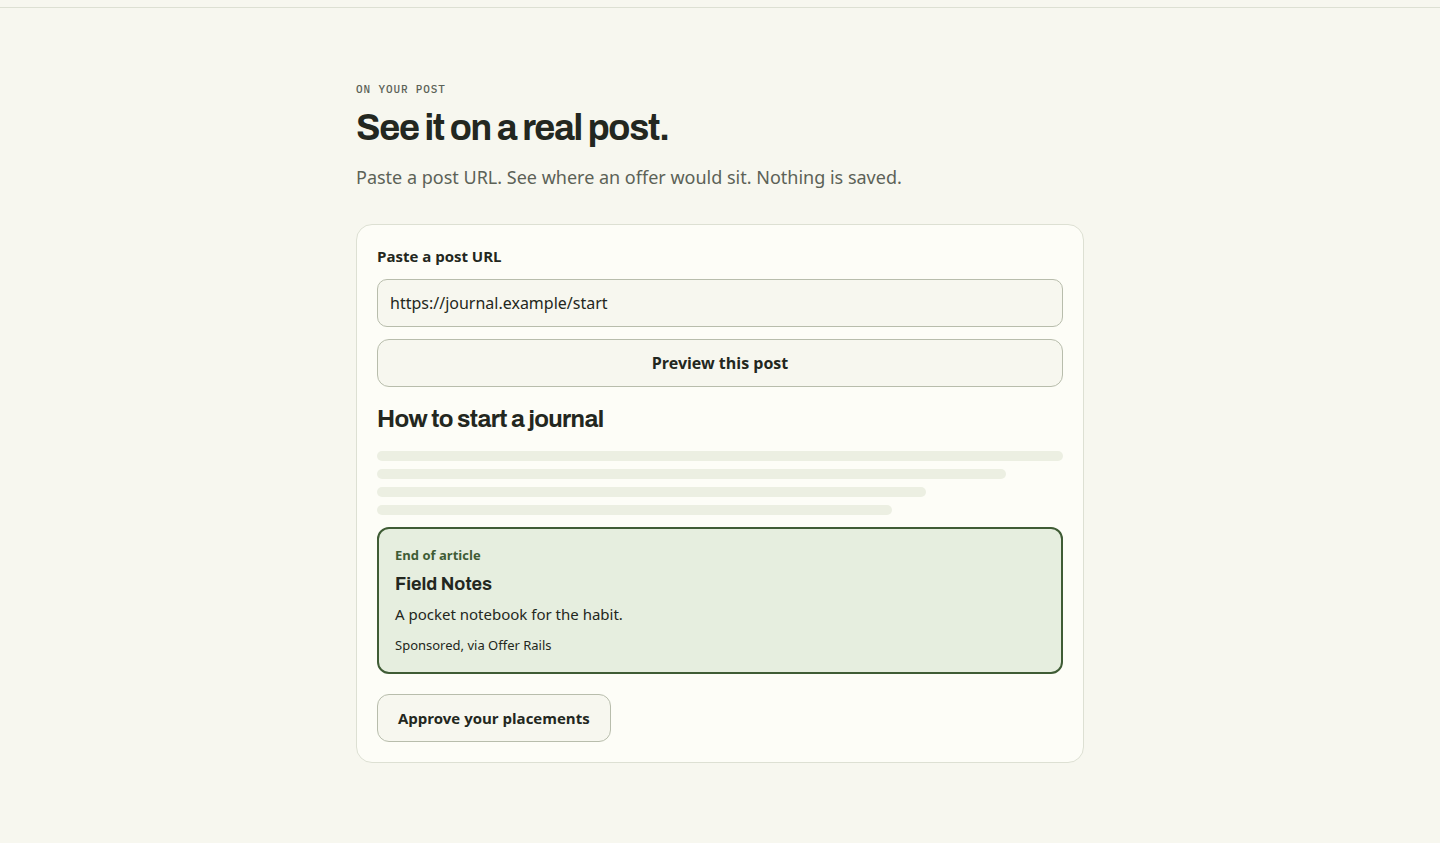 ON YOUR POST
See it on a real post.
Paste a post URL. See where an offer would sit. Nothing is saved.
Paste a post URL
https://journal.example/start
Preview this post
How to start a journal
End of article
Field Notes
A pocket notebook for the habit.
Sponsored, via Offer Rails
Approve your placements